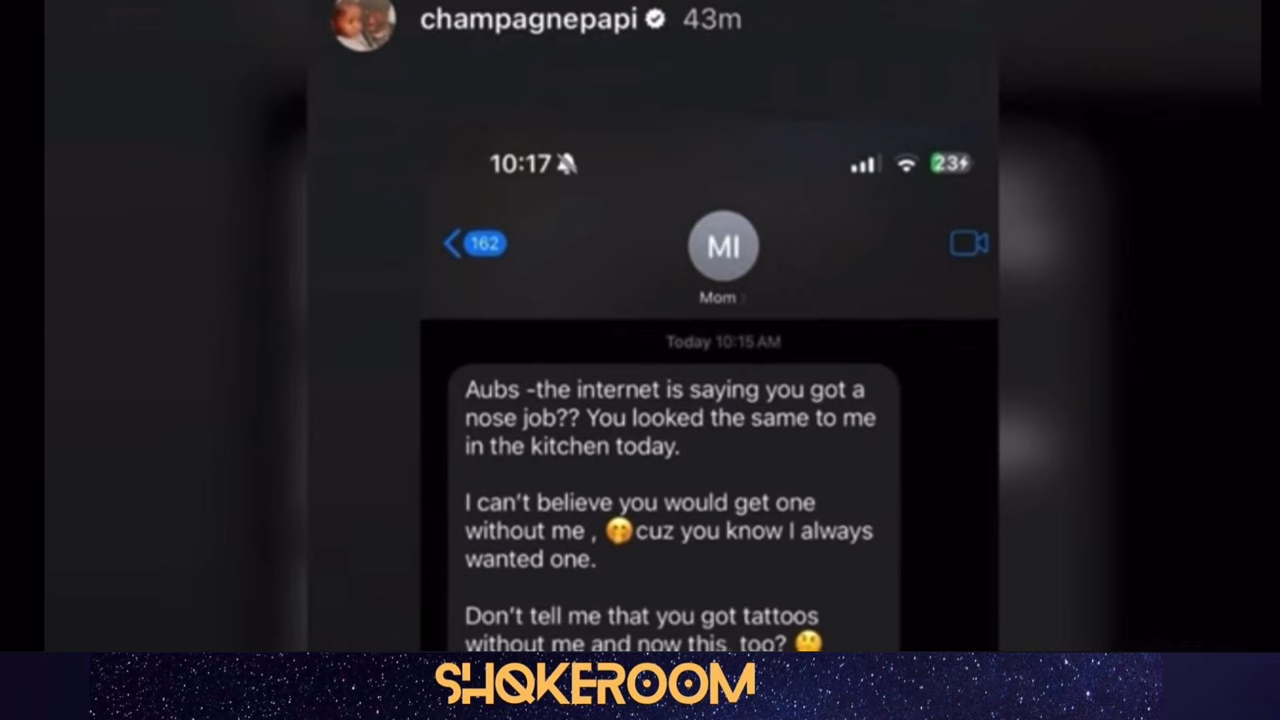 champagnepapi 43m
10:17 23
162
MI
Mom
Today 10:15 AM
Aubs -the internet is saying you got a
nose job?? You looked the same to me
in the kitchen today.
I can't believe you would get one
without me , 🤭cuz you know I always
wanted one.
Don't tell me that you got tattoos
without me and now this, too? 🤨
SHOKEROOM